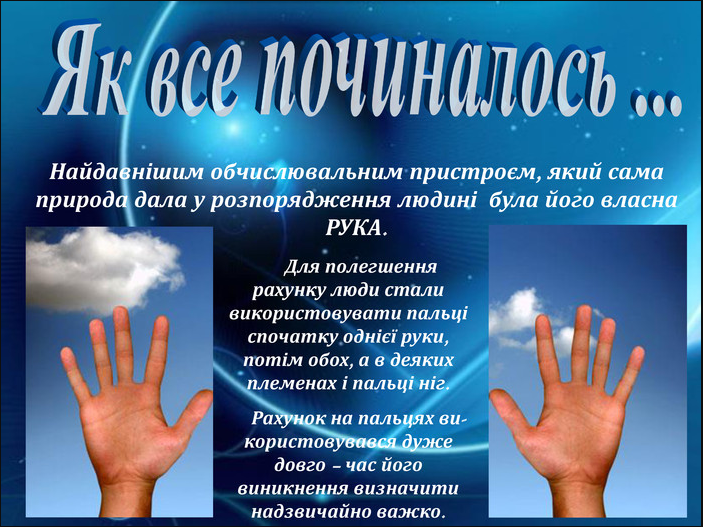 Як все починалось ...
Найдавнішим обчислювальним пристроєм, який сама
природа дала у розпорядження людині була його власна
РУКА.
Для полегшення
рахунку люди стали
використовувати пальці
спочатку однієї руки,
потім обох, а в деяких
племенах і пальці ніг.
Рахунок на пальцях ви-
користовувався дуже
довго – час його
виникнення визначити
надзвичайно важко.